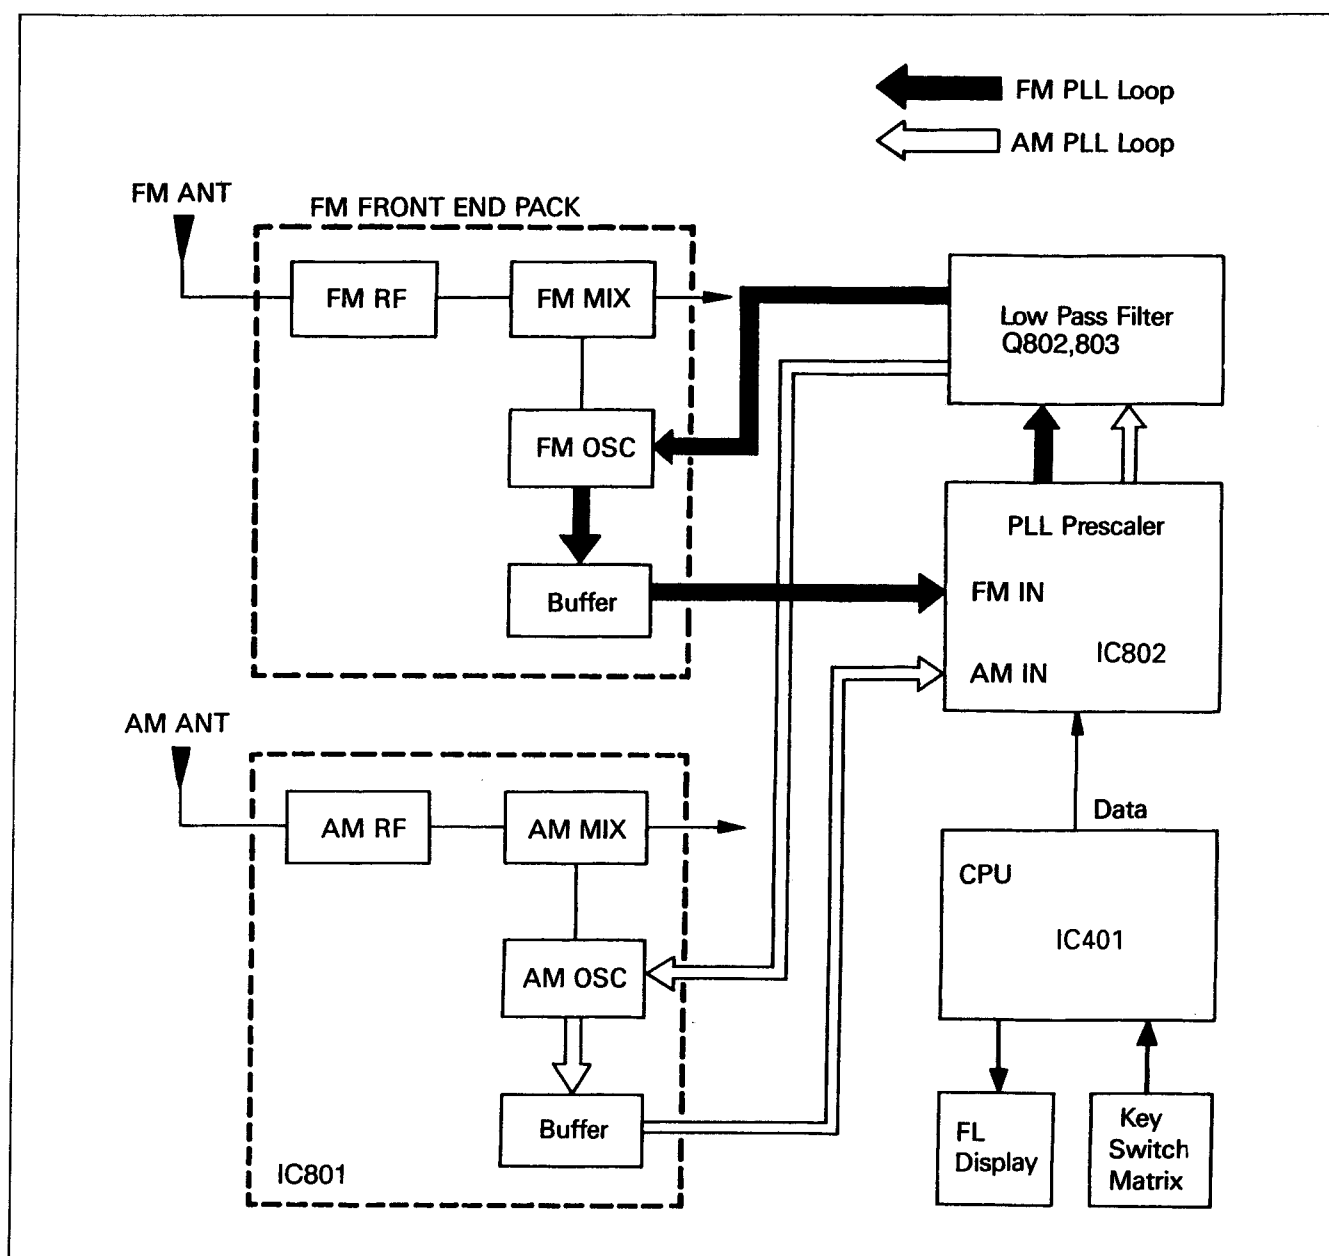 FM PLL Loop
AM PLL Loop
FM ANT
FM FRONT END PACK
FM RF
FM MIX
Low Pass Filter
Q802,803
FM OSC
PLL Prescaler
Buffer
FM IN
IC802
AM IN
AM ANT
AM RF
AM MIX
Data
CPU
IC401
AM OSC
Buffer
IC801
FL
Display
Key
Switch
Matrix